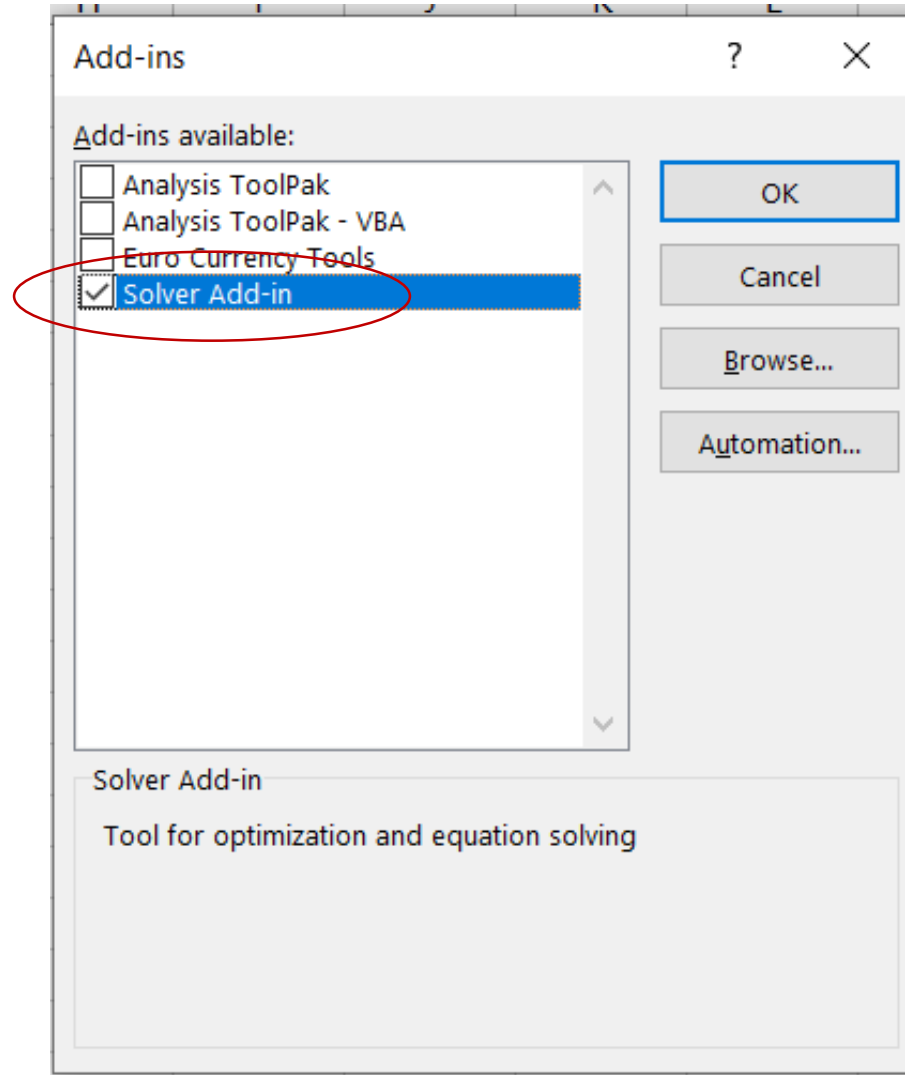 Add-ins ?
Add-ins available:
Analysis ToolPak
Analysis ToolPak - VBA
Euro Currency Tools
Solver Add-in
OK
Cancel
Browse...
Automation...
Solver Add-in
Tool for optimization and equation solving